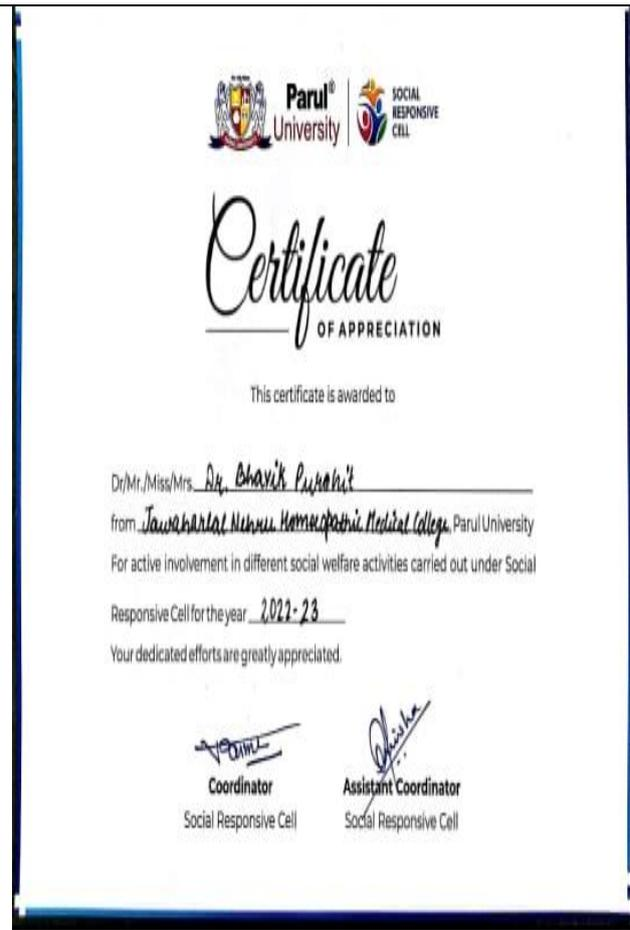 Parul®
University
SOCIAL
RESPONSIVE
CELL
Certificate
OF APPRECIATION
This certificate is awarded to
Dr/Mr./Miss/Mrs. Dr. Bhavik Purohit
from Jawaharlal Nehru Homoeopathic Medical College, Parul University
For active involvement in different social welfare activities carried out under Social
Responsive Cell for the year 2022-23
Your dedicated efforts are greatly appreciated.
Coordinator
Assistant Coordinator
Social Responsive Cell
Social Responsive Cell